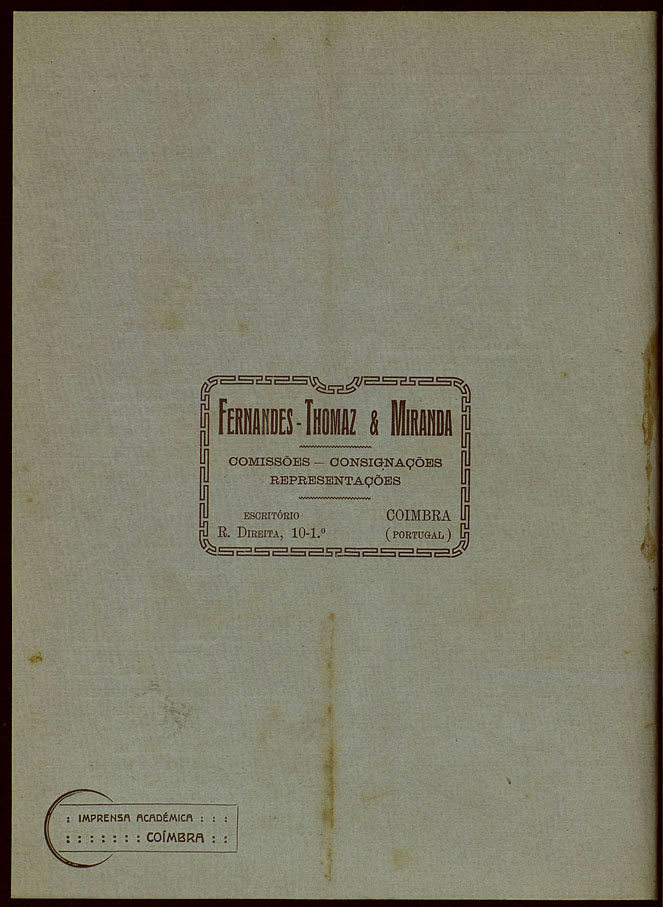 FERNANDES-THOMAZ & MIRANDA
COMISSÕES — CONSIGNAÇÕES
REPRESENTAÇÕES
ESCRITÓRIO
R. DIREITA, 10-1.º
COIMBRA
(PORTUGAL)
: IMPRENSA ACADÉMICA : : :
: : : : : : : COÍMBRA : :